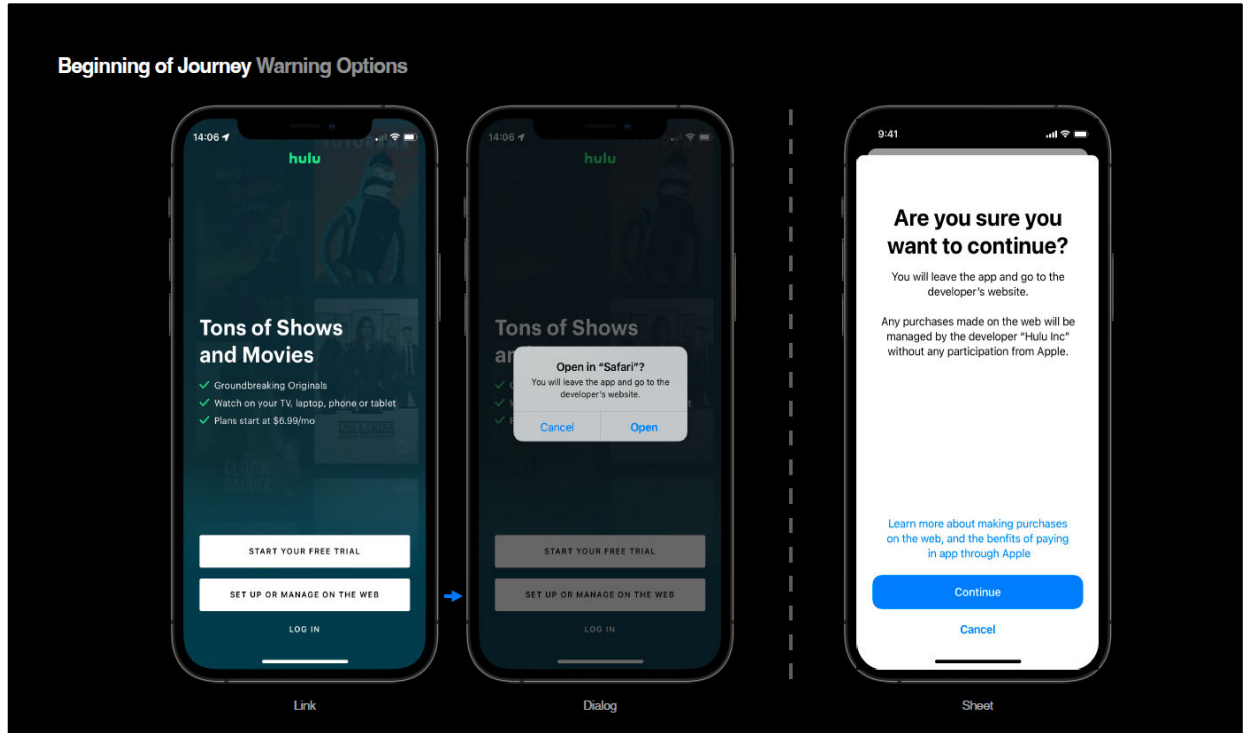 Beginning of Journey Warning Options
14:06
hulu
FUTURAMA
Tons of Shows
and Movies
Groundbreaking Originals
Watch on your TV, laptop, phone or tablet
Plans start at $6.99/mo
CLOAK
DAGGER
START YOUR FREE TRIAL
SET UP OR MANAGE ON THE WEB
LOG IN
Link
14:06
hulu
Tons of Shows
an
Open in “Safari”?
You will leave the app and go to the
developer’s website.
Cancel
Open
START YOUR FREE TRIAL
SET UP OR MANAGE ON THE WEB
LOG IN
Dialog
9:41
Are you sure you
want to continue?
You will leave the app and go to the
developer’s website.
Any purchases made on the web will be
managed by the developer “Hulu Inc”
without any participation from Apple.
Learn more about making purchases
on the web, and the benfits of paying
in app through Apple
Continue
Cancel
Sheet